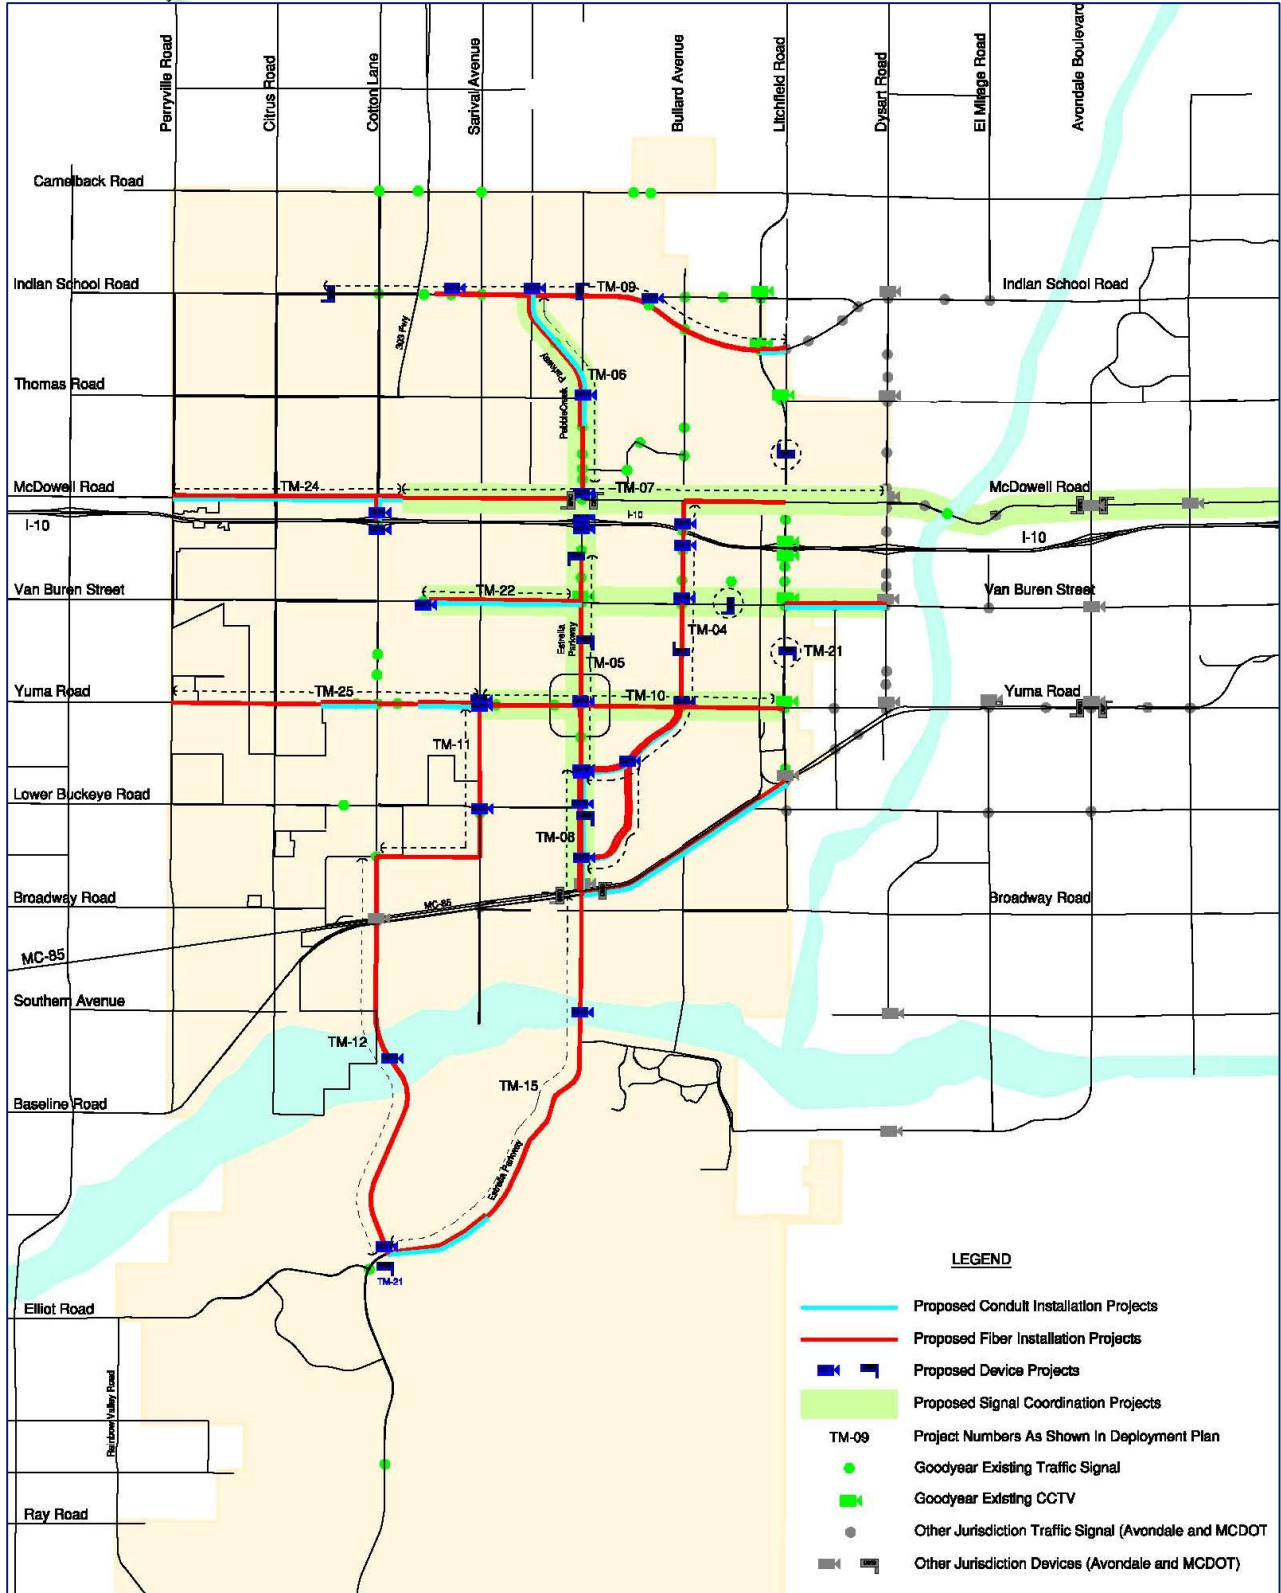 Perryville Road
Citrus Road
Cotton Lane
Sarival Avenue
Bullard Avenue
Litchfield Road
Dysart Road
El Mirage Road
Avondale Boulevard
Camelback Road
Indian School Road
TM-09
Indian School Road
303 Fwy
PebbleCreek Parkway
TM-06
Thomas Road
McDowell Road
TM-24
TM-07
McDowell Road
I-10
I-10
I-10
Van Buren Street
TM-22
Van Buren Street
Estrella Parkway
TM-04
TM-05
TM-21
Yuma Road
TM-25
TM-10
Yuma Road
TM-11
Lower Buckeye Road
TM-08
Broadway Road
MC-85
Broadway Road
MC-85
Southern Avenue
TM-12
TM-15
Baseline Road
Estrella Parkway
TM-21
Elliot Road
Rainbow Valley Road
Ray Road
LEGEND
Proposed Conduit Installation Projects
Proposed Fiber Installation Projects
Proposed Device Projects
Proposed Signal Coordination Projects
TM-09 Project Numbers As Shown In Deployment Plan
Goodyear Existing Traffic Signal
Goodyear Existing CCTV
Other Jurisdiction Traffic Signal (Avondale and MCDOT
Other Jurisdiction Devices (Avondale and MCDOT)